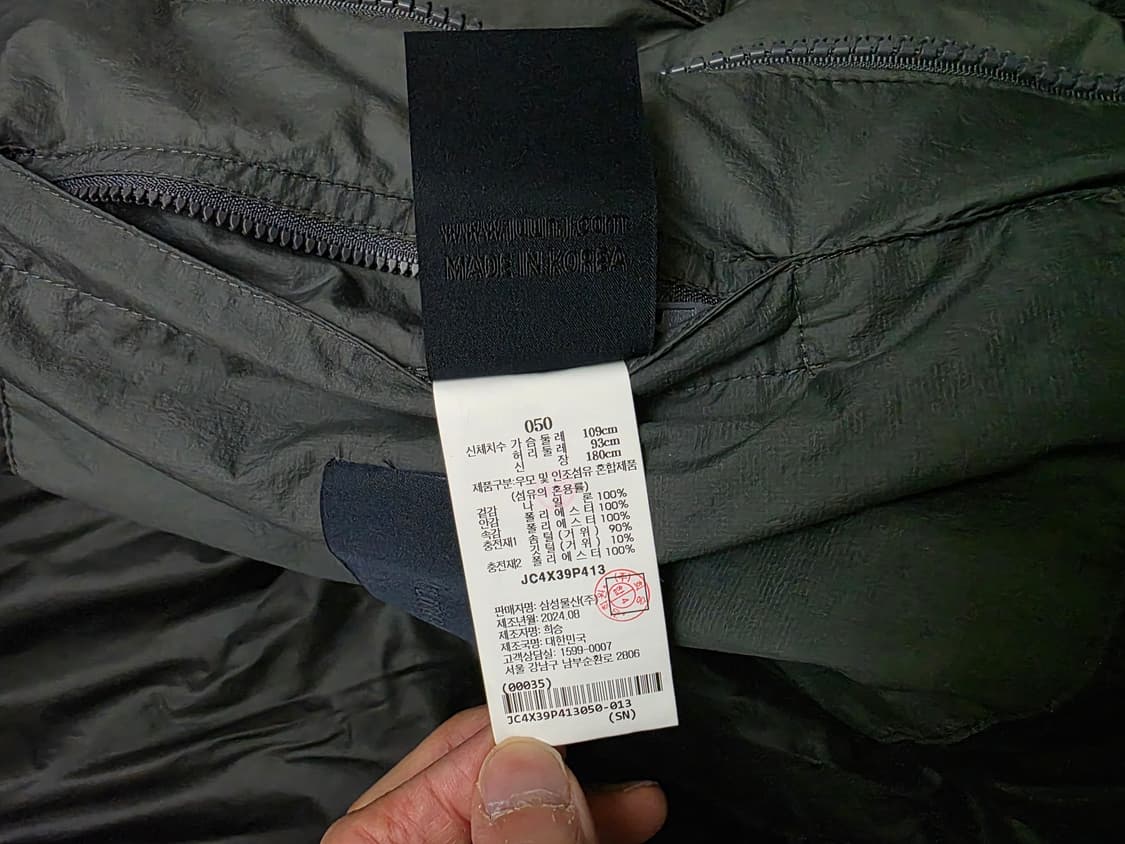 MADE IN KOREA
050
신체치수 가 슴 둘 레 109cm
허 리 둘 레 93cm
신 장 180cm
제품구분:우모 및 인조섬유 혼합제품
(섬유의 혼용률)
겉감 나 일 론 100%
안감 폴 리 에 스 터 100%
속감 폴 리 에 스 터 100%
충전재1 솜 털 ( 거 위 ) 90%
깃 털 ( 거 위 ) 10%
충전재2 폴 리 에 스 터 100%
JC4X39P413
판매자명: 삼성물산(주)
제조년월: 2024.08
제조자명: 희승
제조국명: 대한민국
고객상담실: 1599-0007
서울 강남구 남부순환로 2806
(00035)
JC4X39P413050-013
(SN)